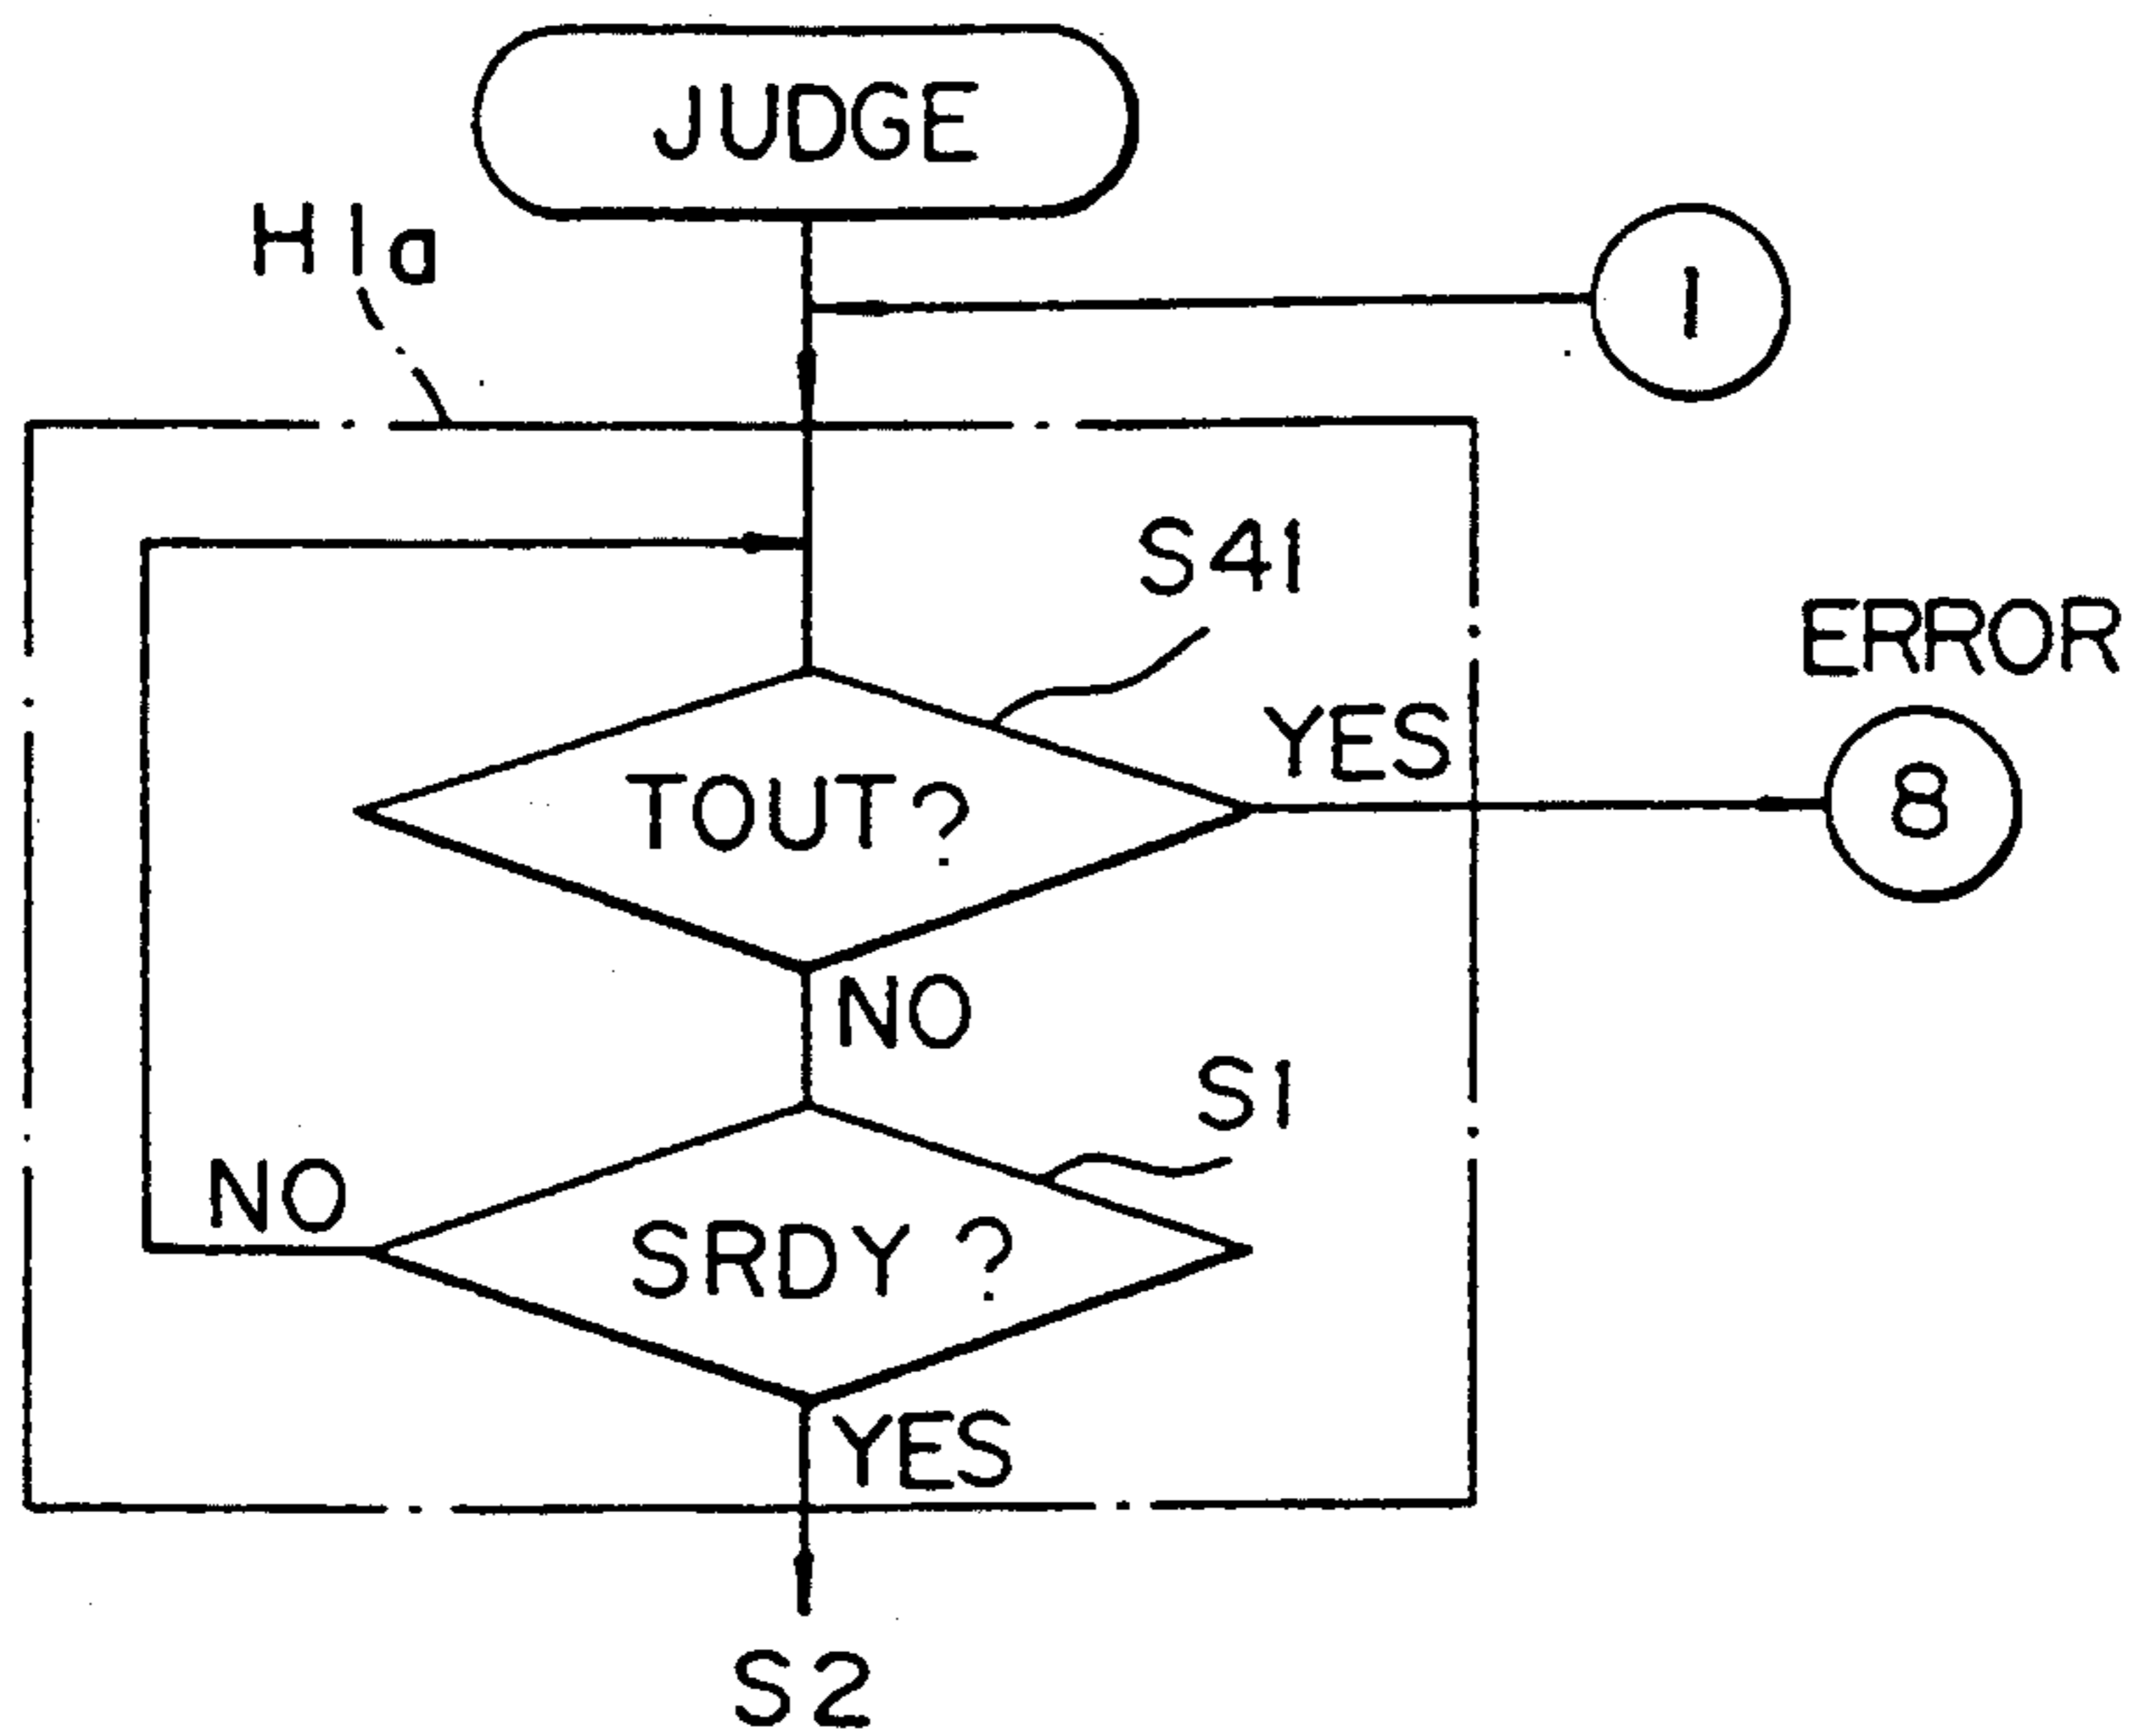 JUDGE
H1a
1
S41
ERROR
YES
TOUT?
8
NO
S1
NO
SRDY ?
YES
S2